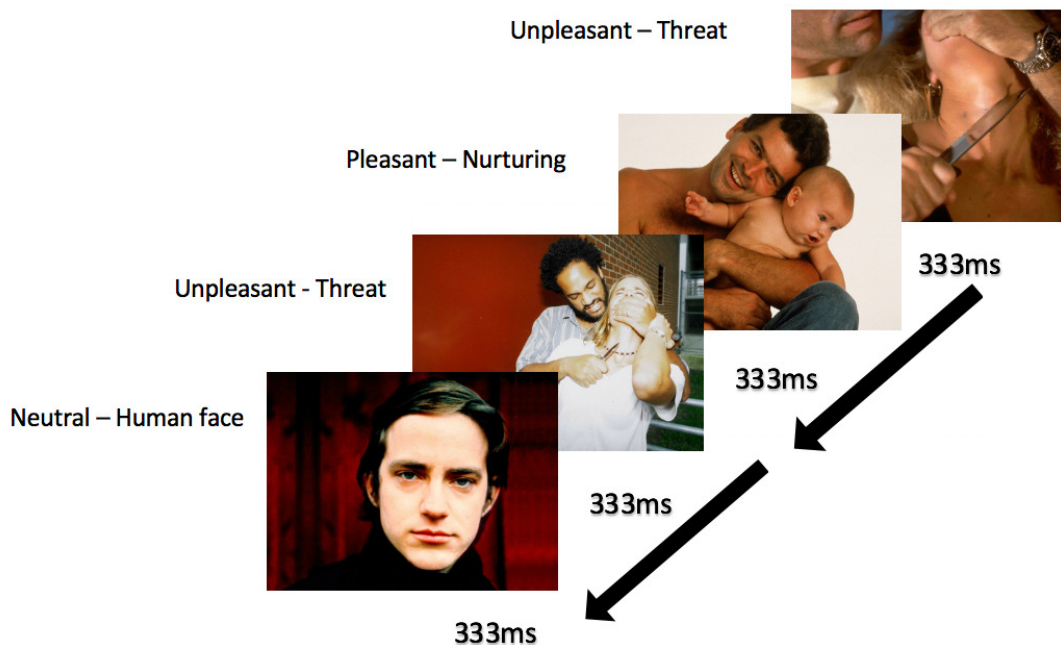 Unpleasant – Threat
Pleasant – Nurturing
333ms
Unpleasant - Threat
333ms
Neutral – Human face
333ms
333ms